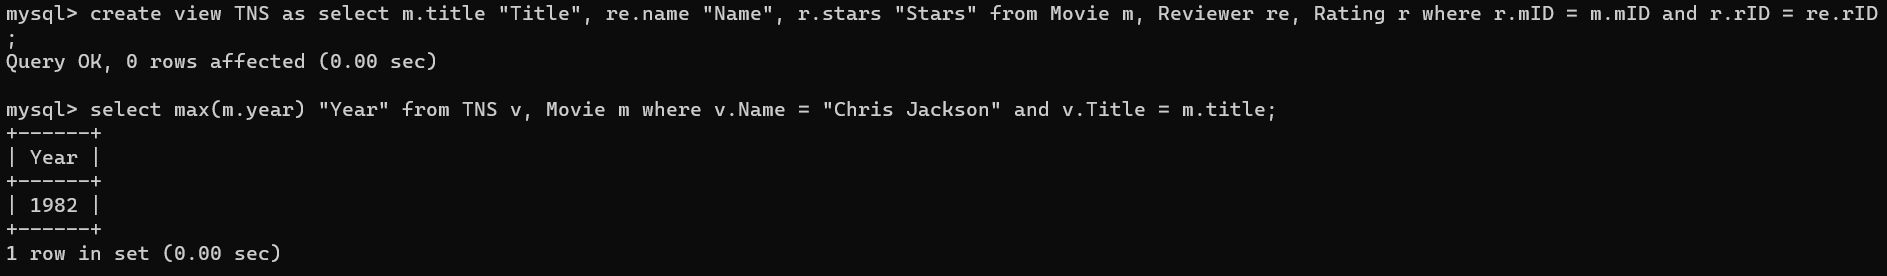 mysql> create view TNS as select m.title "Title", re.name "Name", r.stars "Stars" from Movie m, Reviewer re, Rating r where r.mID = m.mID and r.rID = re.rID
;
Query OK, 0 rows affected (0.00 sec)

mysql> select max(m.year) "Year" from TNS v, Movie m where v.Name = "Chris Jackson" and v.Title = m.title;
+------+
| Year |
+------+
| 1982 |
+------+
1 row in set (0.00 sec)